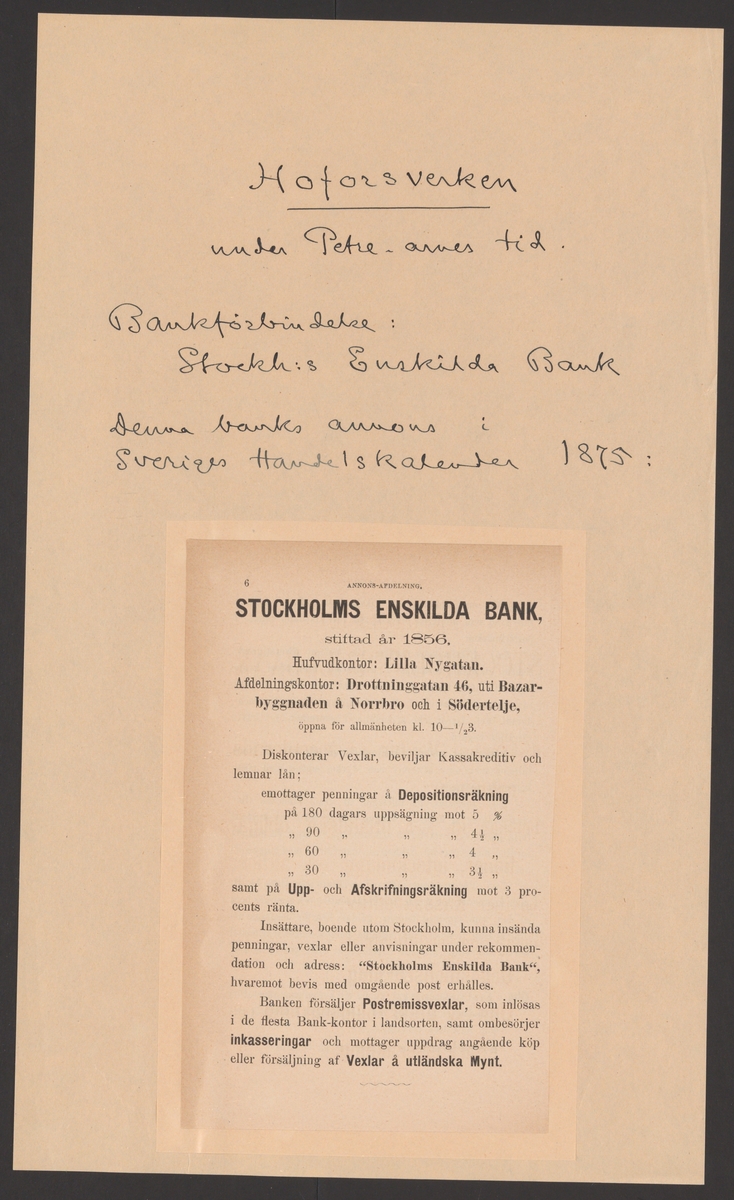 Hoforsverken
under Petre-arnes tid.
Bankförbindelse:
Stockh:s Enskilda Bank
Denna banks annons i
Sveriges Handelskalender 1875:
6 ANNONS-AFDELNING.
STOCKHOLMS ENSKILDA BANK,
stiftad år 1856.
Hufvudkontor: Lilla Nygatan.
Afdelningskontor: Drottninggatan 46, uti Bazar-
byggnaden å Norrbro och i Södertelje,
öppna för allmänheten kl. 10—1/23.
Diskonterar Vexlar, beviljar Kassakreditiv och
lemnar lån;
emottager penningar å Depositionsräkning
på 180 dagars uppsägning mot 5 %
„ 90 „ „ „ 4½ „
„ 60 „ „ „ 4 „
„ 30 „ „ „ 3½ „
samt på Upp- och Afskrifningsräkning mot 3 pro-
cents ränta.
Insättare, boende utom Stockholm, kunna insända
penningar, vexlar eller anvisningar under rekommen-
dation och adress: “Stockholms Enskilda Bank“,
hvaremot bevis med omgående post erhålles.
Banken försäljer Postremissvexlar, som inlösas
i de flesta Bank-kontor i landsorten, samt ombesörjer
inkasseringar och mottager uppdrag angående köp
eller försäljning af Vexlar å utländska Mynt.